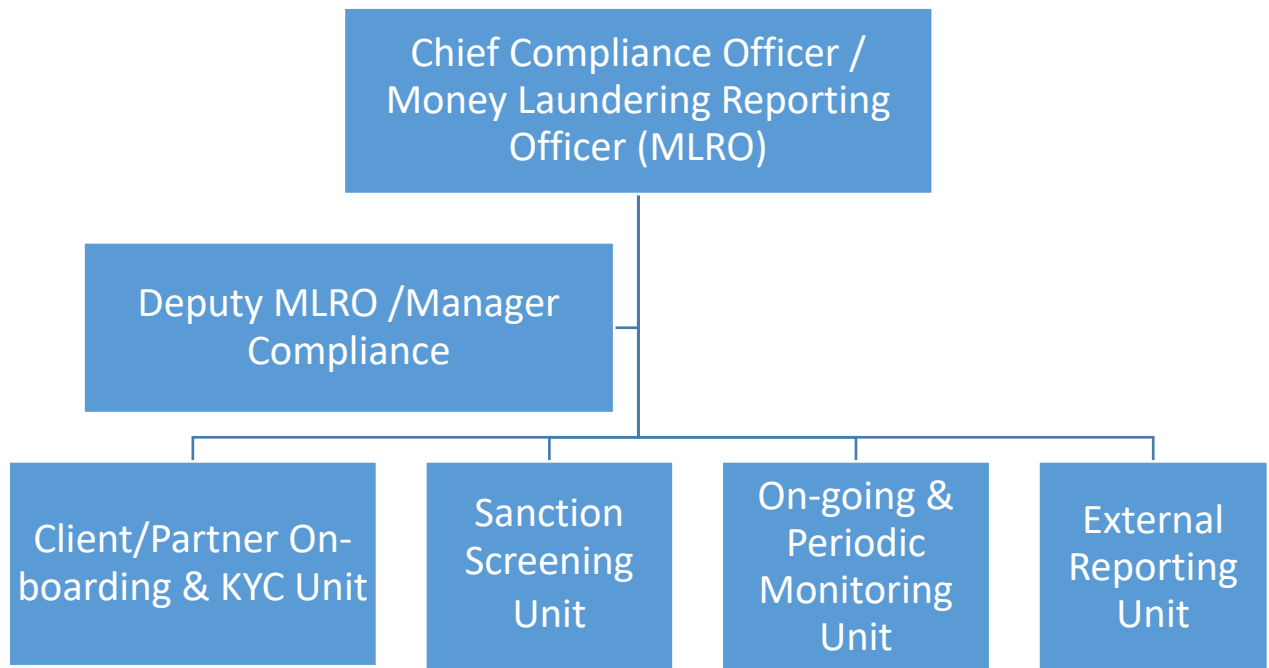 Chief Compliance Officer /
Money Laundering Reporting
Officer (MLRO)
Deputy MLRO /Manager
Compliance
Client/Partner On-
boarding & KYC Unit
Sanction
Screening
Unit
On-going &
Periodic
Monitoring
Unit
External
Reporting
Unit